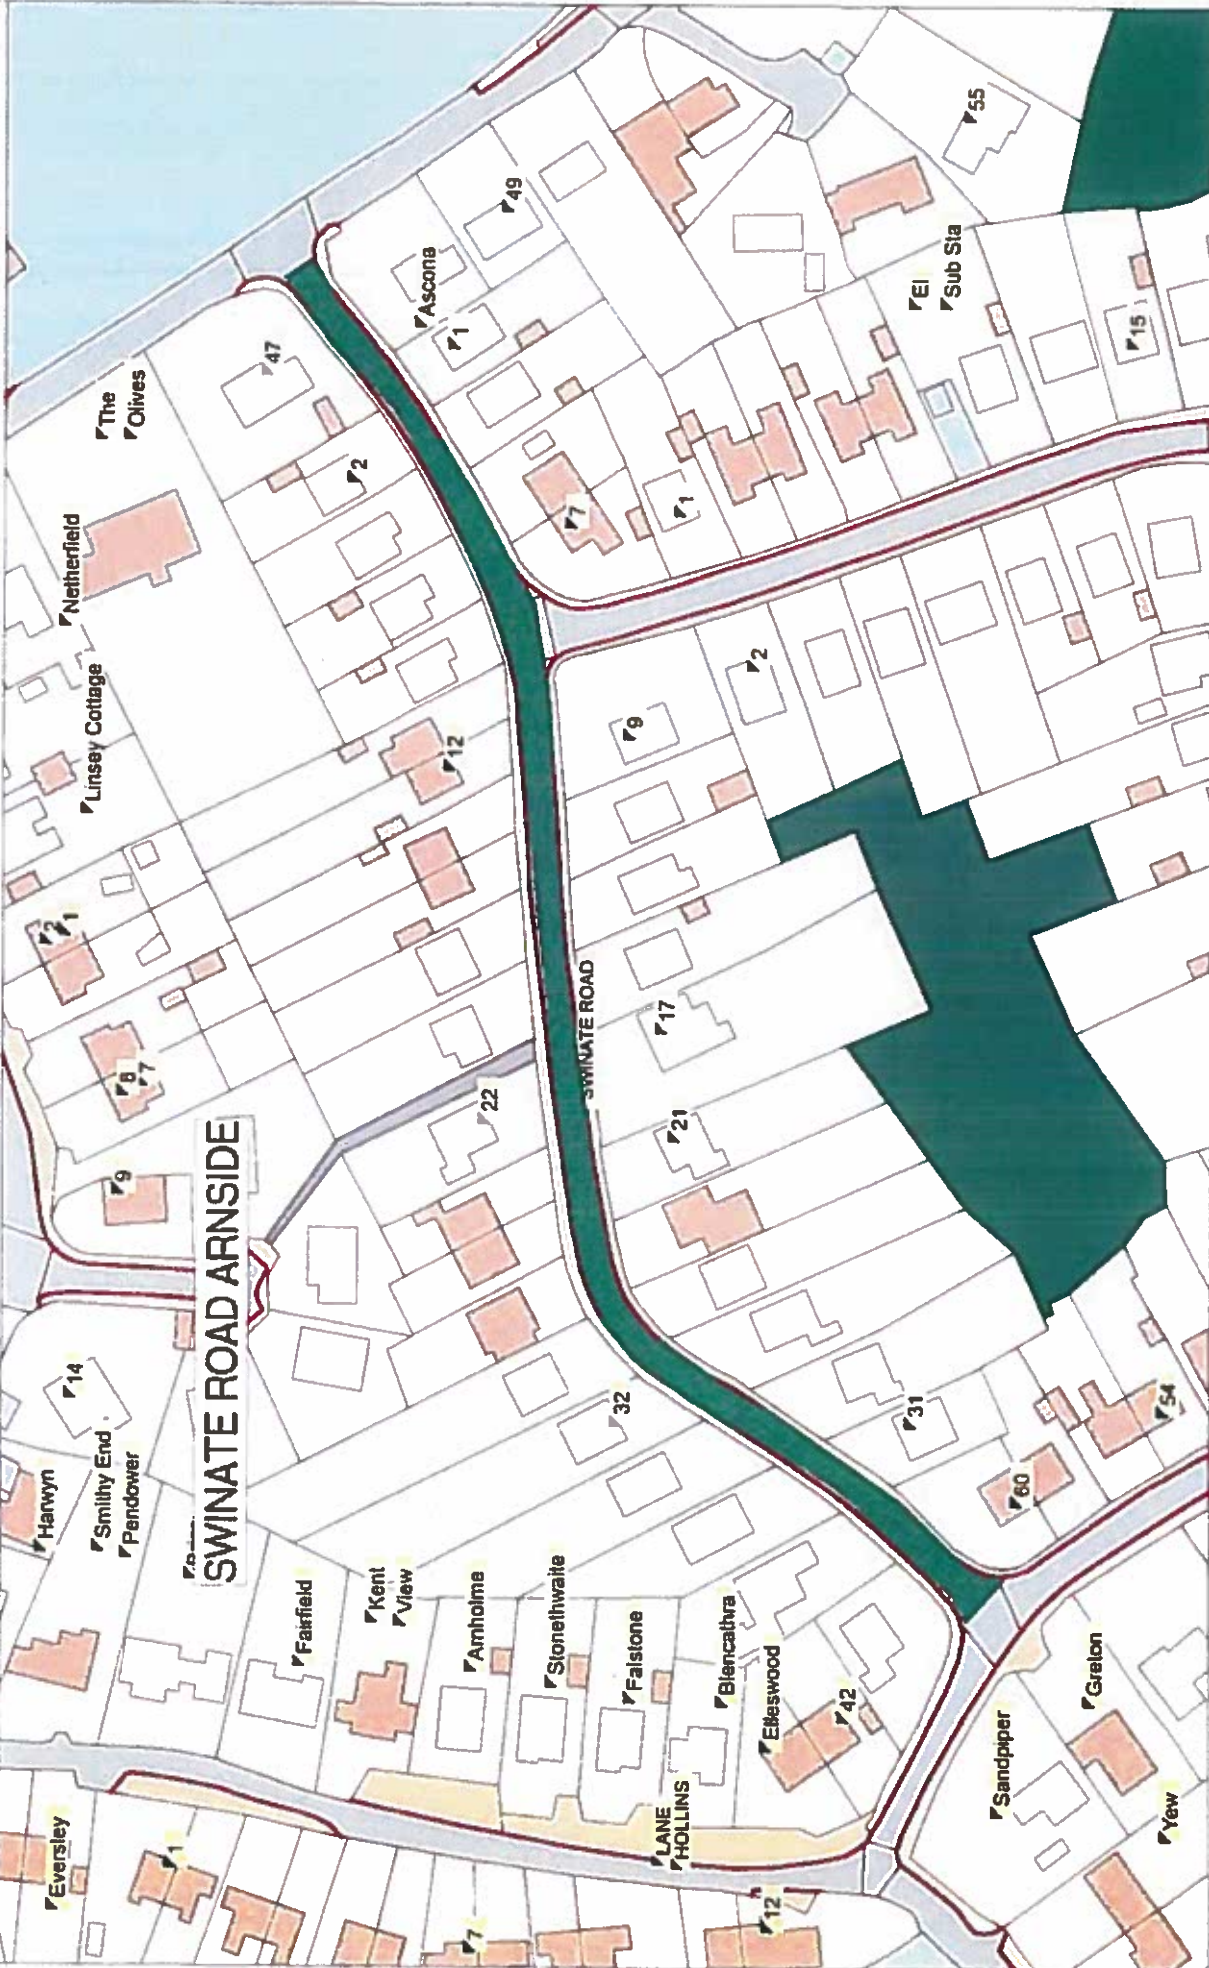 SWINATE ROAD ARNSIDE
Eversley
1
7
12
LANE
HOLLINS
Harwyn
Smithy End
Pendower
14
Fairfield
Kent
View
Arnholme
Stonethwaite
Falstone
Blencathra
Elleswood
42
Sandpiper
Greton
Yew
9
8
7
2
1
Linsey Cottage
Netherfield
The
Olives
47
2
12
22
32
SWINATE ROAD
Ascona
1
49
7
1
9
2
17
21
31
60
54
55
El
Sub Sta
15